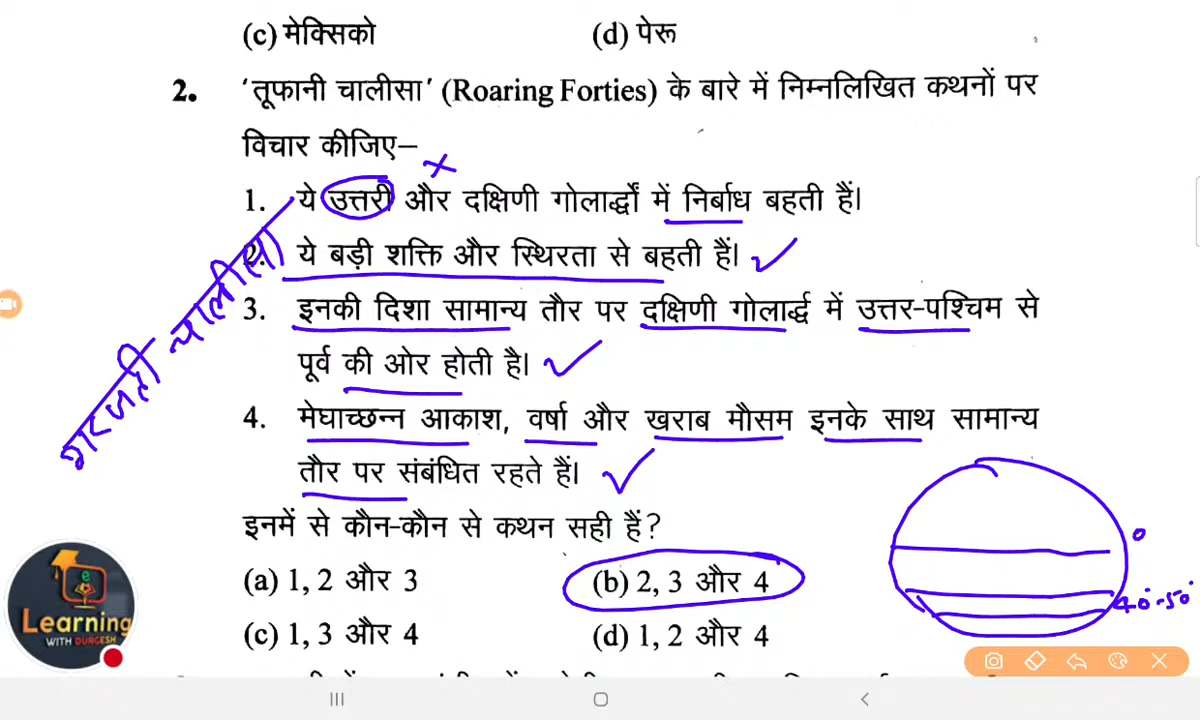 (c) मेक्सिको (d) पेरू
2. 'तूफानी चालीसा' (Roaring Forties) के बारे में निम्नलिखित कथनों पर
विचार कीजिए–
1. ये उत्तरी और दक्षिणी गोलार्द्धों में निर्बाध बहती हैं।
2. ये बड़ी शक्ति और स्थिरता से बहती हैं।
3. इनकी दिशा सामान्य तौर पर दक्षिणी गोलार्द्ध में उत्तर-पश्चिम से
पूर्व की ओर होती है।
4. मेघाच्छन्न आकाश, वर्षा और खराब मौसम इनके साथ सामान्य
तौर पर संबंधित रहते हैं।
इनमें से कौन-कौन से कथन सही हैं?
(a) 1, 2 और 3 (b) 2, 3 और 4
(c) 1, 3 और 4 (d) 1, 2 और 4
गरजती चालीसा
0
40°-50°
e
Learning
WITH DURGESH